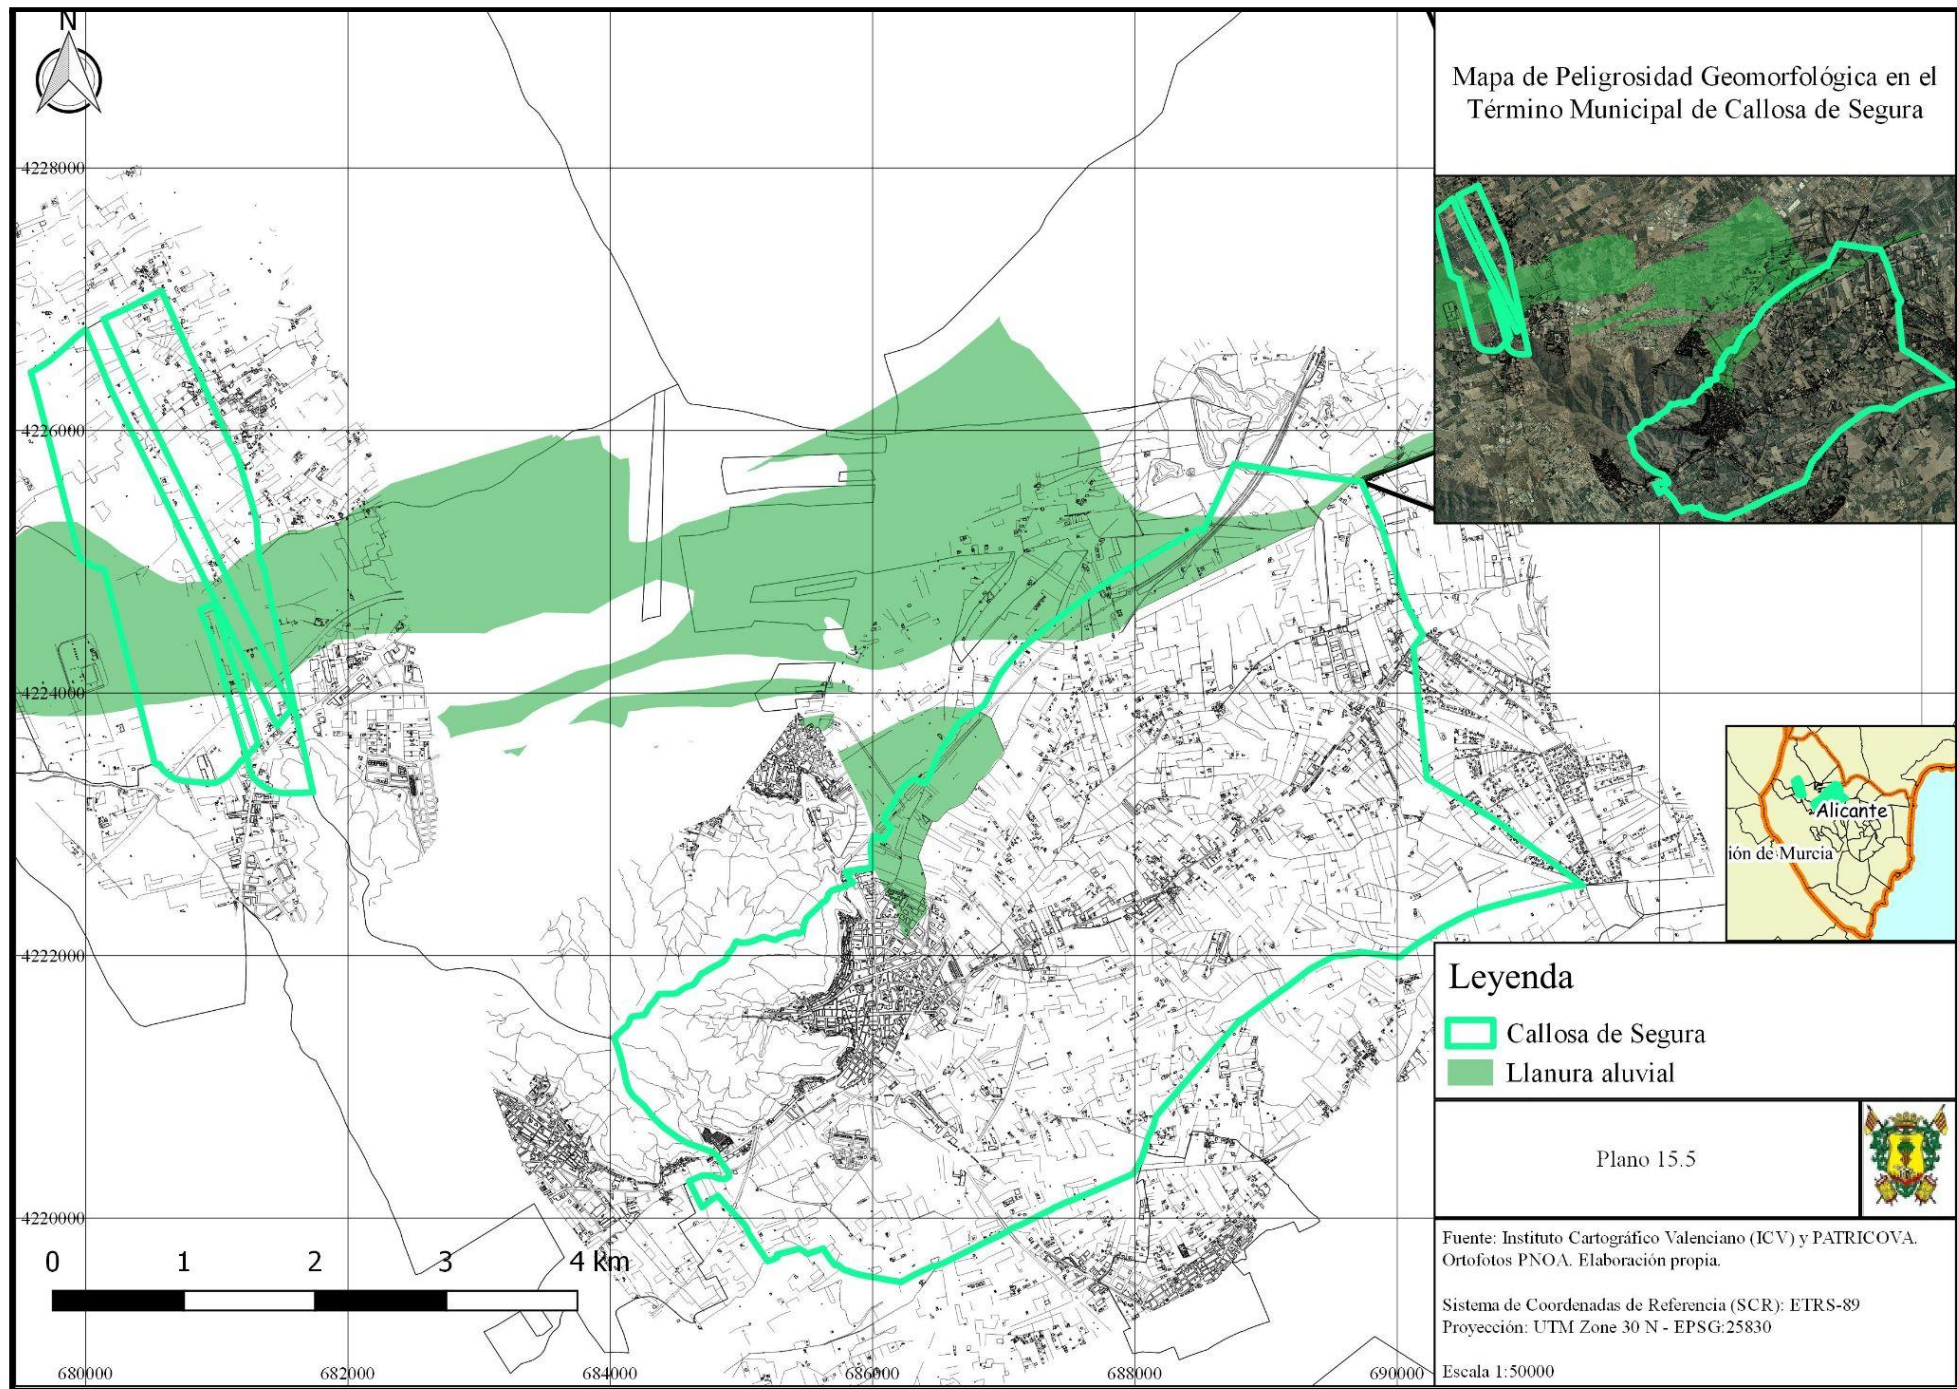 N
Mapa de Peligrosidad Geomorfológica en el
Término Municipal de Callosa de Segura
4228000
4226000
4224000
4222000
4220000
0 1 2 3 4 km
680000 682000 684000 686000 688000 690000
Alicante
ión de Murcia
Leyenda
Callosa de Segura
Llanura aluvial
Plano 15.5
Fuente: Instituto Cartográfico Valenciano (ICV) y PATRICOVA.
Ortofotos PNOA. Elaboración propia.
Sistema de Coordenadas de Referencia (SCR): ETRS-89
Proyección: UTM Zone 30 N - EPSG:25830
Escala 1:50000